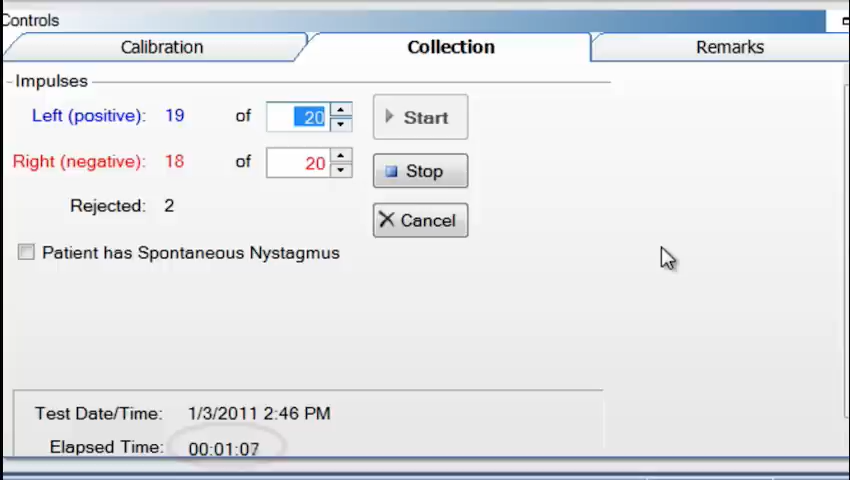 Controls
Calibration Collection Remarks
Impulses
Left (positive): 19 of 20 Start
Right (negative): 18 of 20 Stop
Rejected: 2 Cancel
Patient has Spontaneous Nystagmus
Test Date/Time: 1/3/2011 2:46 PM
Elapsed Time: 00:01:07